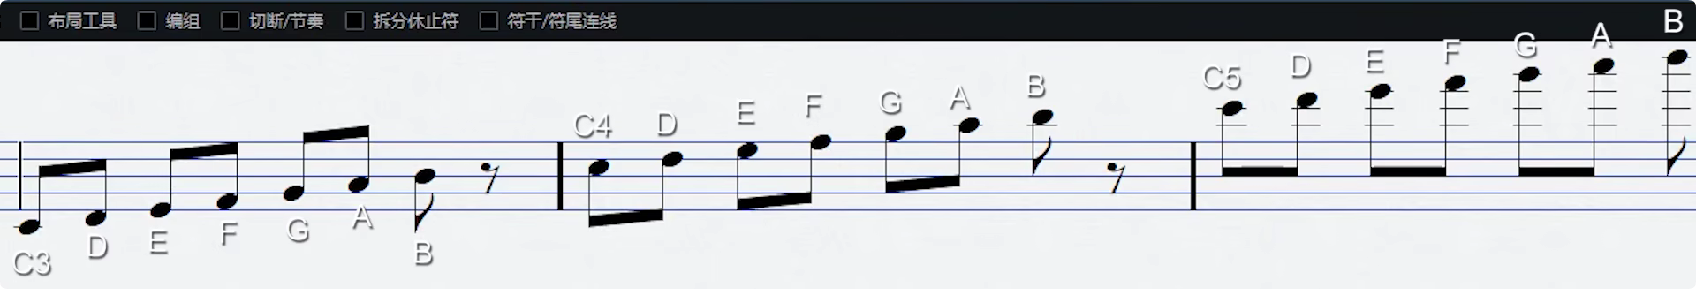 布局工具 编组 切断/节奏 拆分休止符 符干/符尾连线
C3 D E F G A B C4 D E F G A B C5 D E F G A B